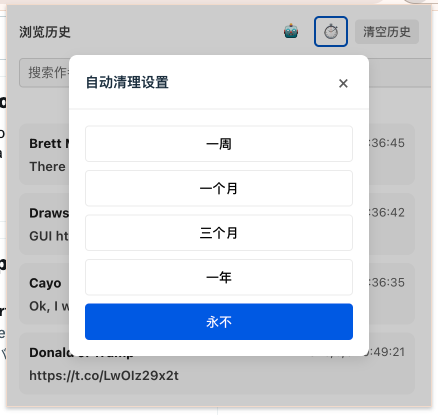 浏览历史
清空历史
搜索作
自动清理设置
×
一周
一个月
三个月
一年
永不
Brett
:36:45
There
Draws
:36:42
GUI ht
Cayo
:36:35
Ok, I w
0:49:21
https://t.co/LwOIz29x2t